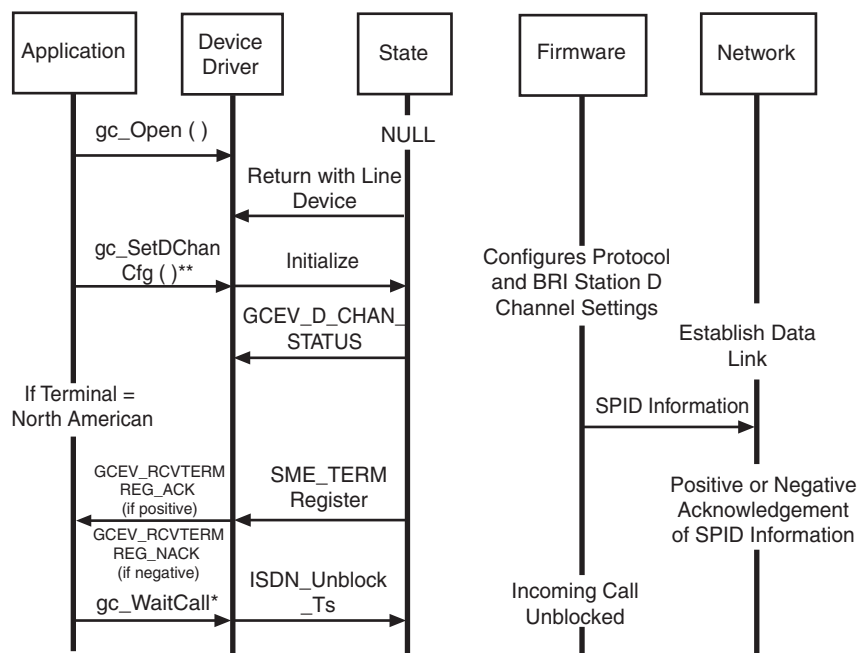 Application
Device
Driver
State
Firmware
Network
gc_Open ( )
NULL
Return with Line
Device
gc_SetDChan
Cfg ( )**
Initialize
Configures Protocol
and BRI Station D
Channel Settings
GCEV_D_CHAN_
STATUS
Establish Data
Link
If Terminal =
North American
SPID Information
GCEV_RCVTERM
REG_ACK
(if positive)
SME_TERM
Register
Positive or Negative
Acknowledgement
of SPID Information
GCEV_RCVTERM
REG_NACK
(if negative)
gc_WaitCall*
ISDN_Unblock
_Ts
Incoming Call
Unblocked